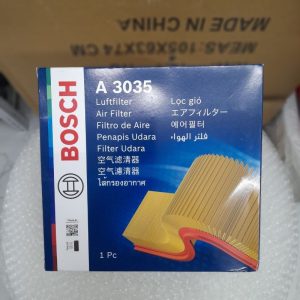 MADE IN CHINA
MEAS: 105X63X74 CM
BOSCH
A 3035
Luftfilter
Air Filter
Filtro de Aire
Penapis Udara
Filter Udara
空气滤清器
空氣濾清器
ไส้กรองอากาศ
Lọc gió
エアフィルター
에어필터
فلتر الهواء
1 Pc